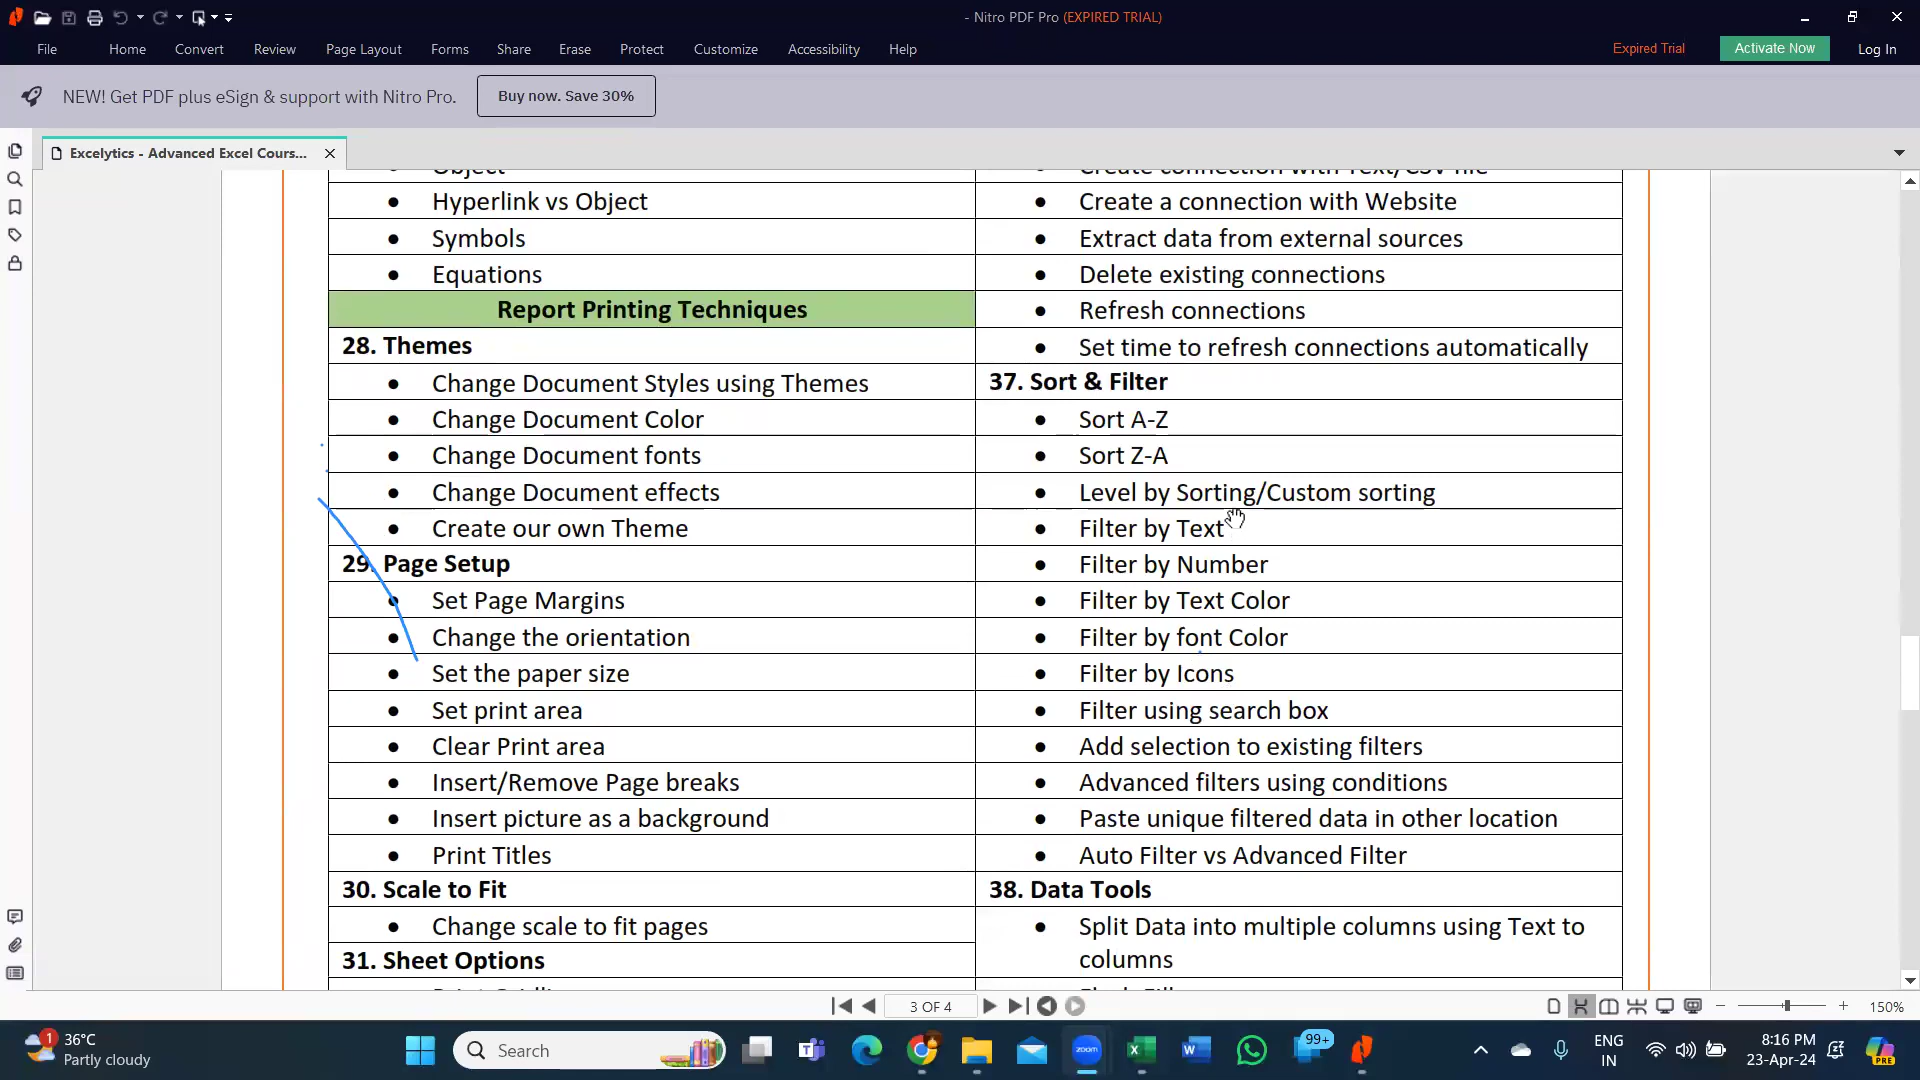 - Nitro PDF Pro (EXPIRED TRIAL)
File Home Convert Review Page Layout Forms Share Erase Protect Customize Accessibility Help Expired Trial Activate Now Log In
NEW! Get PDF plus eSign & support with Nitro Pro. Buy now. Save 30%
Excelytics - Advanced Excel Cours...
Object
• Hyperlink vs Object
• Symbols
• Equations
Report Printing Techniques
28. Themes
• Change Document Styles using Themes
• Change Document Color
• Change Document fonts
• Change Document effects
• Create our own Theme
29. Page Setup
• Set Page Margins
• Change the orientation
• Set the paper size
• Set print area
• Clear Print area
• Insert/Remove Page breaks
• Insert picture as a background
• Print Titles
30. Scale to Fit
• Change scale to fit pages
31. Sheet Options
Create connection with Text/CSV file
• Create a connection with Website
• Extract data from external sources
• Delete existing connections
• Refresh connections
• Set time to refresh connections automatically
37. Sort & Filter
• Sort A-Z
• Sort Z-A
• Level by Sorting/Custom sorting
• Filter by Text
• Filter by Number
• Filter by Text Color
• Filter by font Color
• Filter by Icons
• Filter using search box
• Add selection to existing filters
• Advanced filters using conditions
• Paste unique filtered data in other location
• Auto Filter vs Advanced Filter
38. Data Tools
• Split Data into multiple columns using Text to
columns
3 OF 4
150%
1
36°C
Partly cloudy
Search
zoom
99+
ENG
IN
8:16 PM
23-Apr-24
PRE